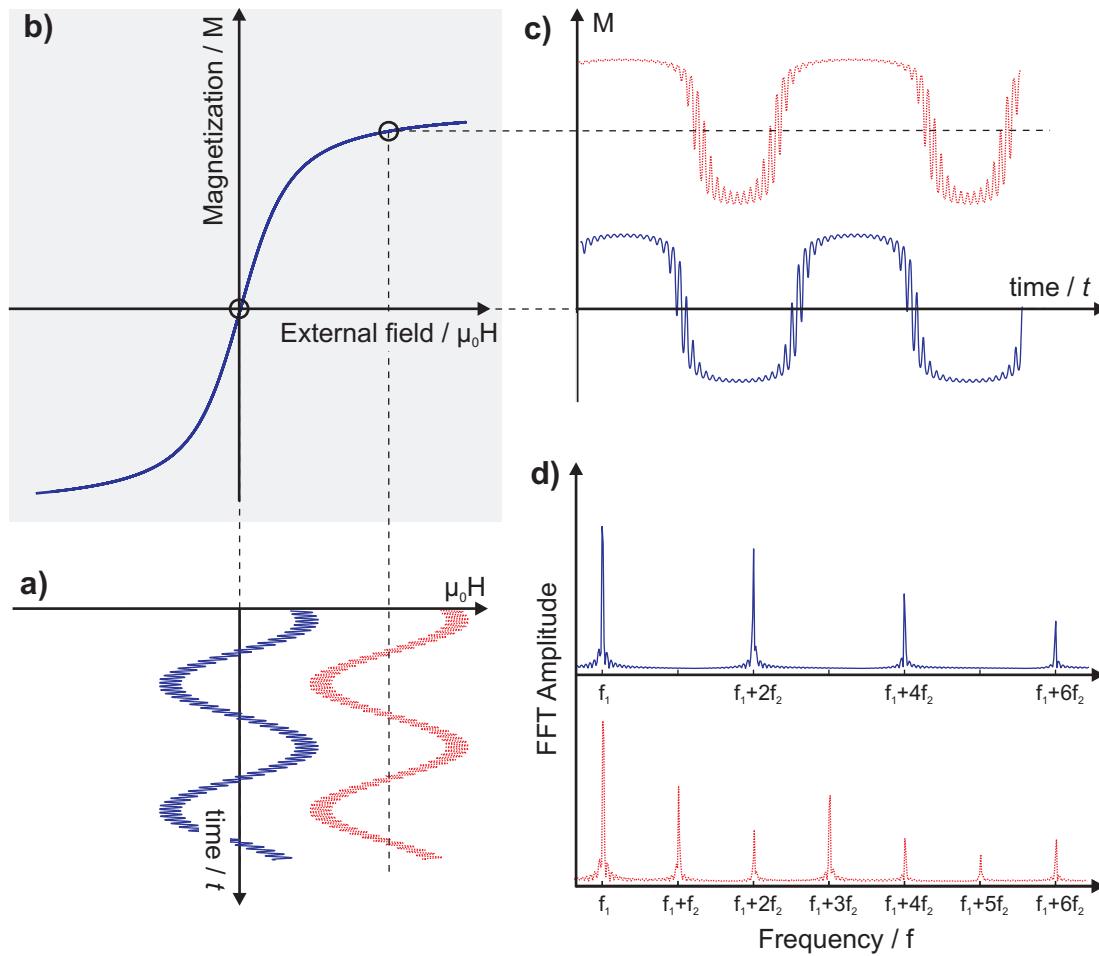 b)
Magnetization / M
External field / μ₀H
c)
M
time / t
a)
μ₀H
time / t
d)
FFT Amplitude
f₁ f₁+2f₂ f₁+4f₂ f₁+6f₂
f₁ f₁+f₂ f₁+2f₂ f₁+3f₂ f₁+4f₂ f₁+5f₂ f₁+6f₂
Frequency / f